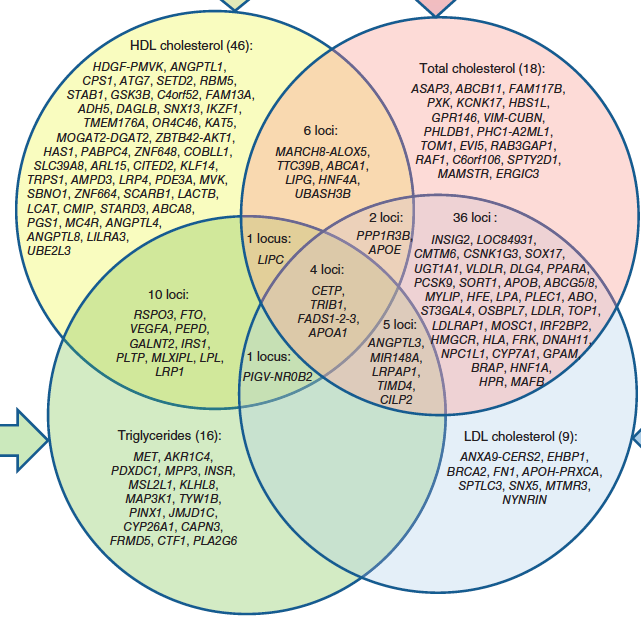 HDL cholesterol (46):
HDGF-PMVK, ANGPTL1,
CPS1, ATG7, SETD2, RBM5,
STAB1, GSK3B, C4orf52, FAM13A,
ADH5, DAGLB, SNX13, IKZF1,
TMEM176A, OR4C46, KAT5,
MOGAT2-DGAT2, ZBTB42-AKT1,
HAS1, PABPC4, ZNF648, COBLL1,
SLC39A8, ARL15, CITED2, KLF14,
TRPS1, AMPD3, LRP4, PDE3A, MVK,
SBNO1, ZNF664, SCARB1, LACTB,
LCAT, CMIP, STARD3, ABCA8,
PGS1, MC4R, ANGPTL4,
ANGPTL8, LILRA3,
UBE2L3
6 loci:
MARCH8-ALOX5,
TTC39B, ABCA1,
LIPG, HNF4A,
UBASH3B
Total cholesterol (18):
ASAP3, ABCB11, FAM117B,
PXK, KCNK17, HBS1L,
GPR146, VIM-CUBN,
PHLDB1, PHC1-A2ML1,
TOM1, EVI5, RAB3GAP1,
RAF1, C6orf106, SPTY2D1,
MAMSTR, ERGIC3
2 loci:
PPP1R3B,
APOE
36 loci :
INSIG2, LOC84931,
CMTM6, CSNK1G3, SOX17,
UGT1A1, VLDLR, DLG4, PPARA,
PCSK9, SORT1, APOB, ABCG5/8,
MYLIP, HFE, LPA, PLEC1, ABO,
ST3GAL4, OSBPL7, LDLR, TOP1,
LDLRAP1, MOSC1, IRF2BP2,
HMGCR, HLA, FRK, DNAH11,
NPC1L1, CYP7A1, GPAM,
BRAP, HNF1A,
HPR, MAFB
1 locus:
LIPC
4 loci:
CETP,
TRIB1,
FADS1-2-3,
APOA1
10 loci:
RSPO3, FTO,
VEGFA, PEPD,
GALNT2, IRS1,
PLTP, MLXIPL, LPL,
LRP1
5 loci:
ANGPTL3,
MIR148A,
LRPAP1,
TIMD4,
CILP2
1 locus:
PIGV-NR0B2
Triglycerides (16):
MET, AKR1C4,
PDXDC1, MPP3, INSR,
MSL2L1, KLHL8,
MAP3K1, TYW1B,
PINX1, JMJD1C,
CYP26A1, CAPN3,
FRMD5, CTF1, PLA2G6
LDL cholesterol (9):
ANXA9-CERS2, EHBP1,
BRCA2, FN1, APOH-PRXCA,
SPTLC3, SNX5, MTMR3,
NYNRIN